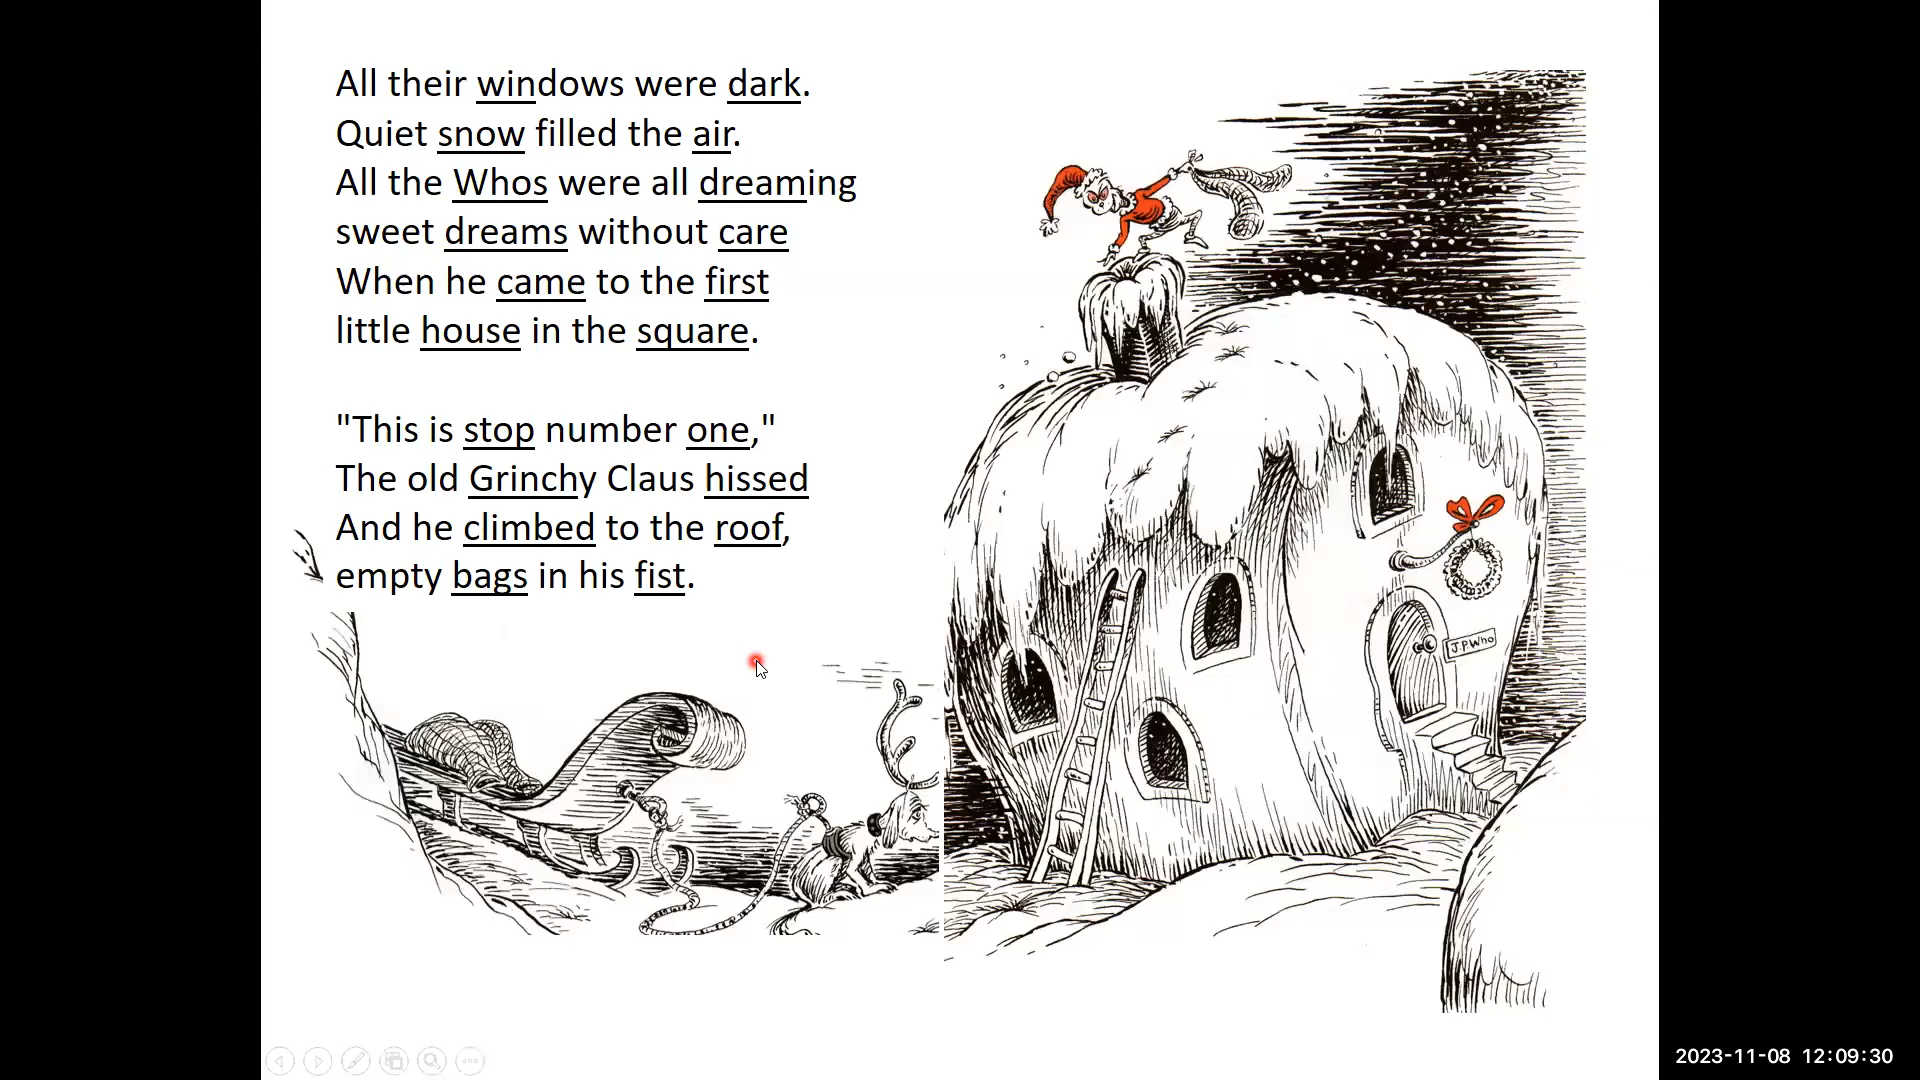 All their windows were dark.
Quiet snow filled the air.
All the Whos were all dreaming
sweet dreams without care
When he came to the first
little house in the square.
"This is stop number one,"
The old Grinchy Claus hissed
And he climbed to the roof,
empty bags in his fist.
J.P. Who
2023-11-08 12:09:30